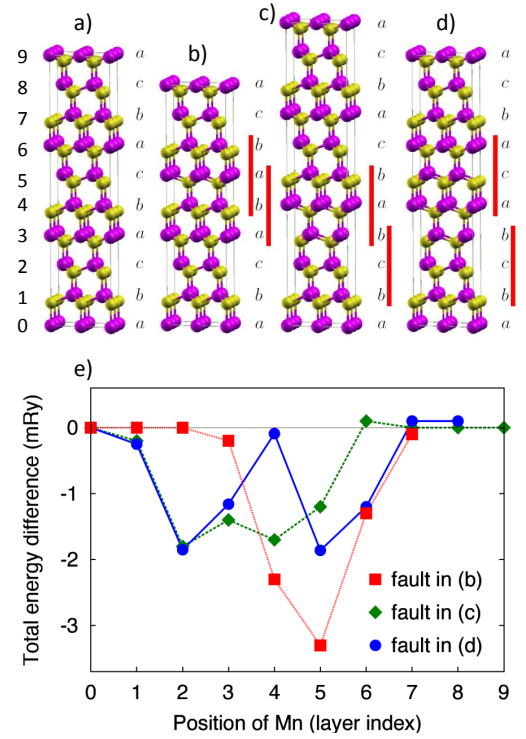 a) b) c) d)
a
9 a c a
8 c a b c
7 b c a b
6 a b c a
5 c a b c
4 b b a a
3 a a b b
2 c c c c
1 b b b b
0 a a a a
e)
Total energy difference (mRy)
0
-1
-2
-3
fault in (b)
fault in (c)
fault in (d)
0 1 2 3 4 5 6 7 8 9
Position of Mn (layer index)